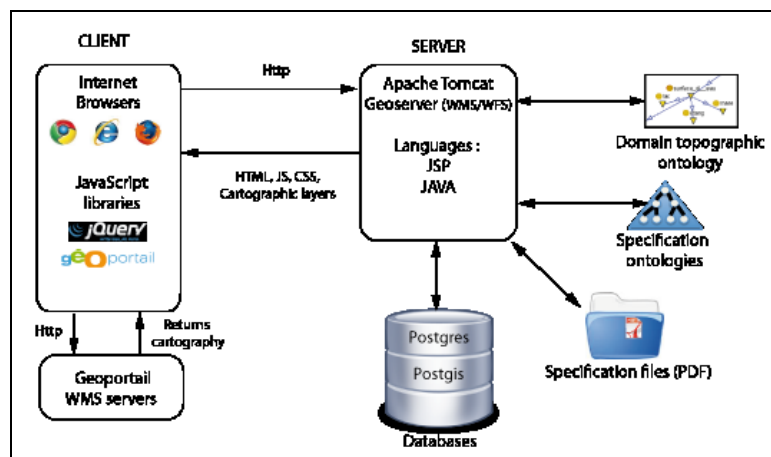 CLIENT
Internet
Browsers
JavaScript
libraries
jQuery
géoportail
Http
HTML, JS, CSS,
Cartographic layers
SERVER
Apache Tomcat
Geoserver (WMS/WFS)
Languages :
JSP
JAVA
Domain topographic
ontology
Specification
ontologies
Specification files (PDF)
Postgres
Postgis
Databases
Http
Returns
cartography
Geoportail
WMS servers